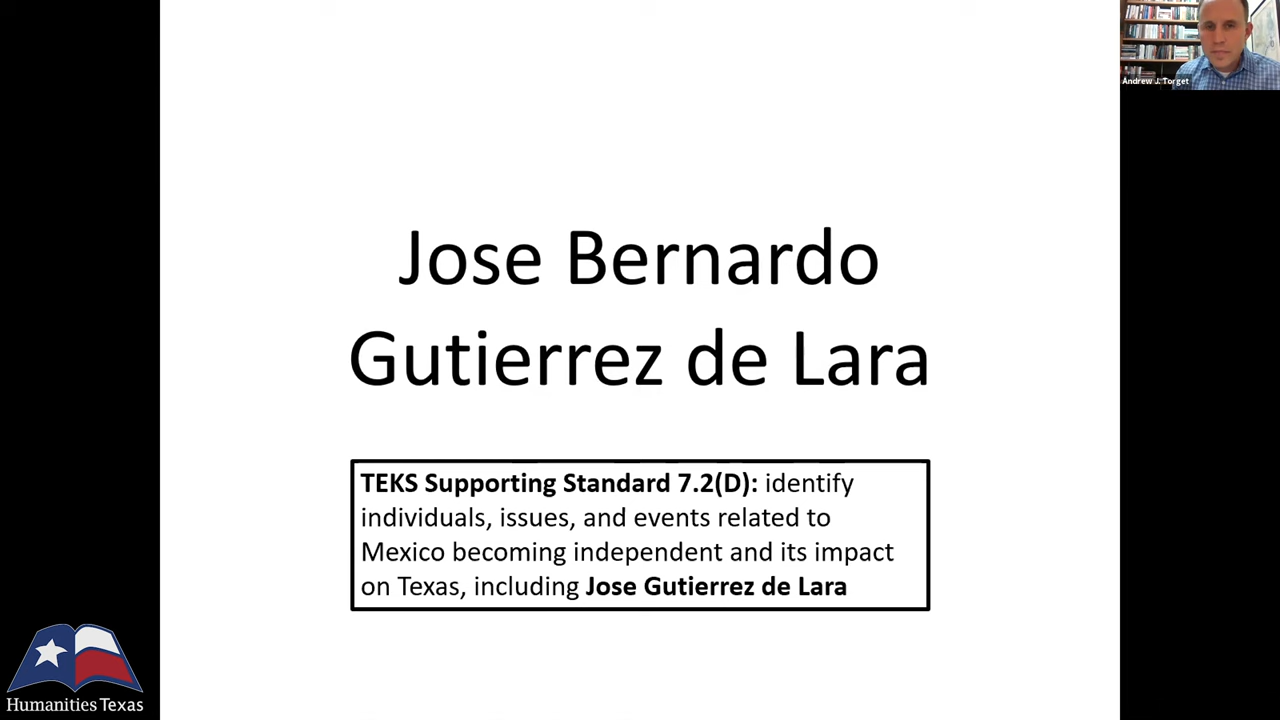 Andrew J. Torget
Jose Bernardo
Gutierrez de Lara
TEKS Supporting Standard 7.2(D): identify
individuals, issues, and events related to
Mexico becoming independent and its impact
on Texas, including Jose Gutierrez de Lara
Humanities Texas